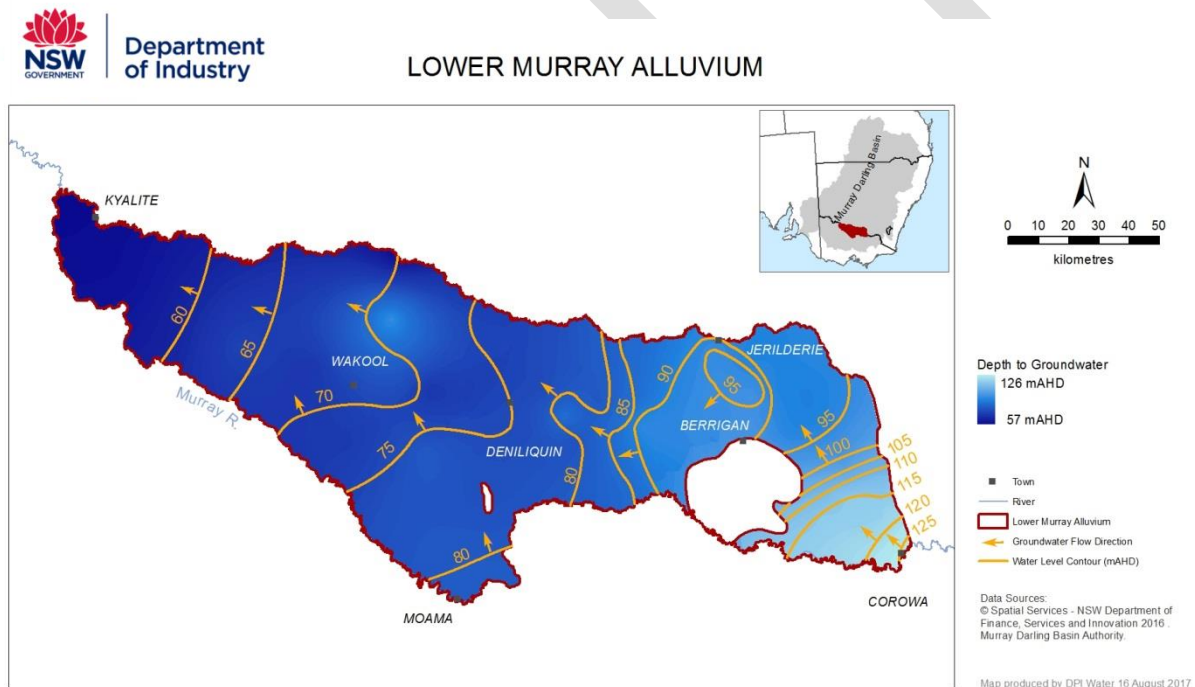 NSW
GOVERNMENT
Department
of Industry
LOWER MURRAY ALLUVIUM
KYALITE
60
65
WAKOOL
70
Murray R.
75
DENILIQUIN
80
80
MOAMA
85
90
95
JERILDERIE
BERRIGAN
95
100
105
110
115
120
125
COROWA
Murray Darling Basin
N
0 10 20 30 40 50
kilometres
Depth to Groundwater
126 mAHD
57 mAHD
Town
River
Lower Murray Alluvium
Groundwater Flow Direction
Water Level Contour (mAHD)
Data Sources:
© Spatial Services - NSW Department of
Finance, Services and Innovation 2016 .
Murray Darling Basin Authority.
Map produced by DPI Water 16 August 2017